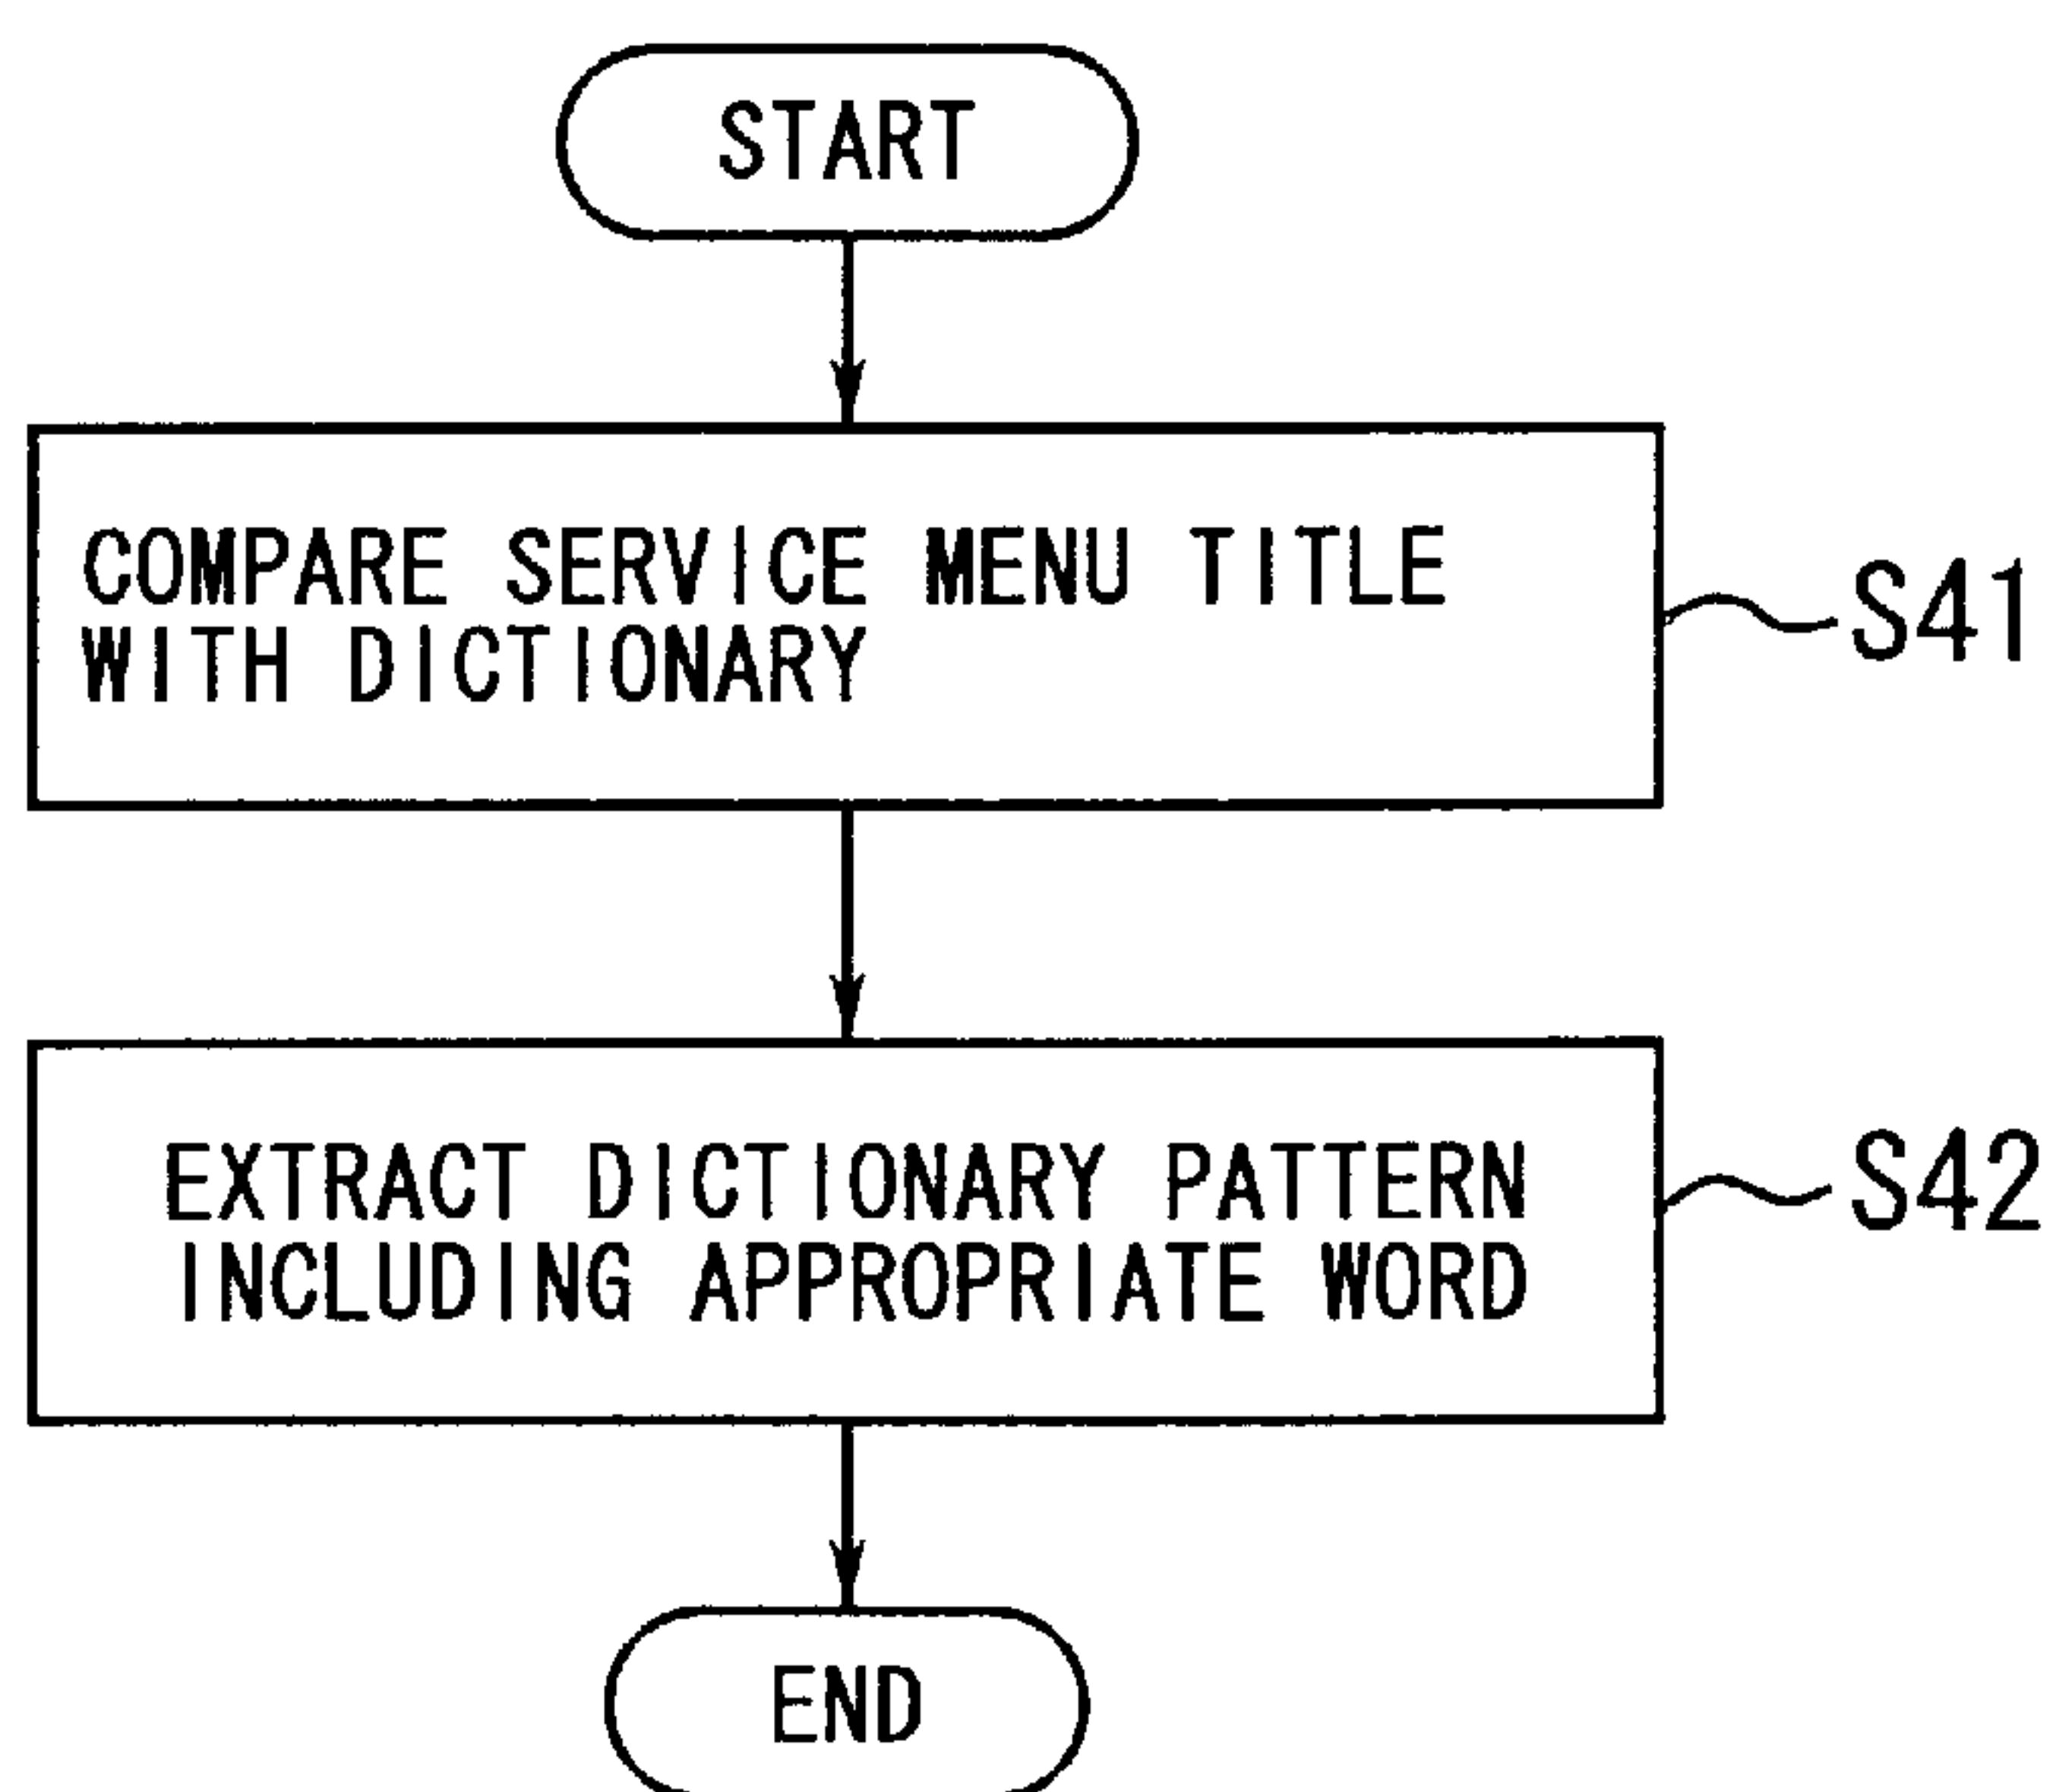 START
COMPARE SERVICE MENU TITLE
WITH DICTIONARY
S41
EXTRACT DICTIONARY PATTERN
INCLUDING APPROPRIATE WORD
S42
END